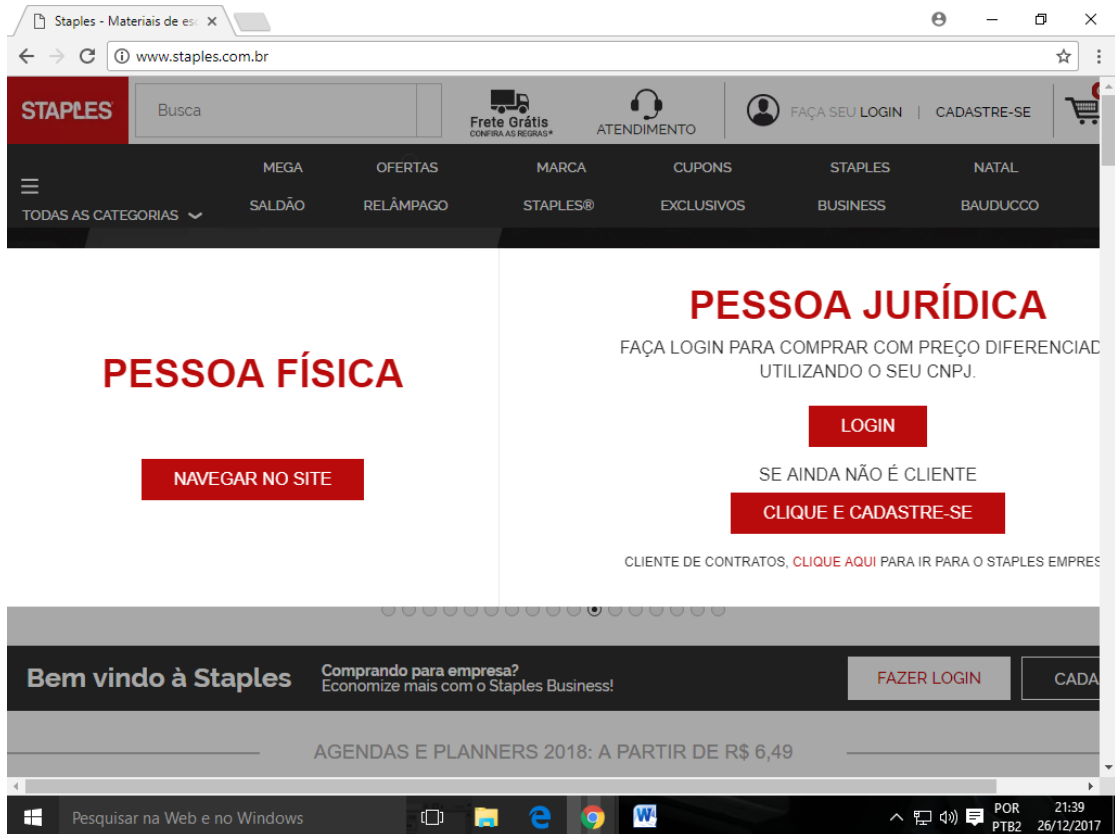 Staples - Materiais de esc
www.staples.com.br
STAPLES
Busca
Frete Grátis
CONFIRA AS REGRAS*
ATENDIMENTO
FAÇA SEU LOGIN | CADASTRE-SE
TODAS AS CATEGORIAS
MEGA
SALDÃO
OFERTAS
RELÂMPAGO
MARCA
STAPLES®
CUPONS
EXCLUSIVOS
STAPLES
BUSINESS
NATAL
BAUDUCCO
PESSOA FÍSICA
NAVEGAR NO SITE
PESSOA JURÍDICA
FAÇA LOGIN PARA COMPRAR COM PREÇO DIFERENCIAD
UTILIZANDO O SEU CNPJ.
LOGIN
SE AINDA NÃO É CLIENTE
CLIQUE E CADASTRE-SE
CLIENTE DE CONTRATOS, CLIQUE AQUI PARA IR PARA O STAPLES EMPRES
Bem vindo à Staples
Comprando para empresa?
Economize mais com o Staples Business!
FAZER LOGIN
CADA
AGENDAS E PLANNERS 2018: A PARTIR DE R$ 6,49
Pesquisar na Web e no Windows
POR
PTB2
21:39
26/12/2017